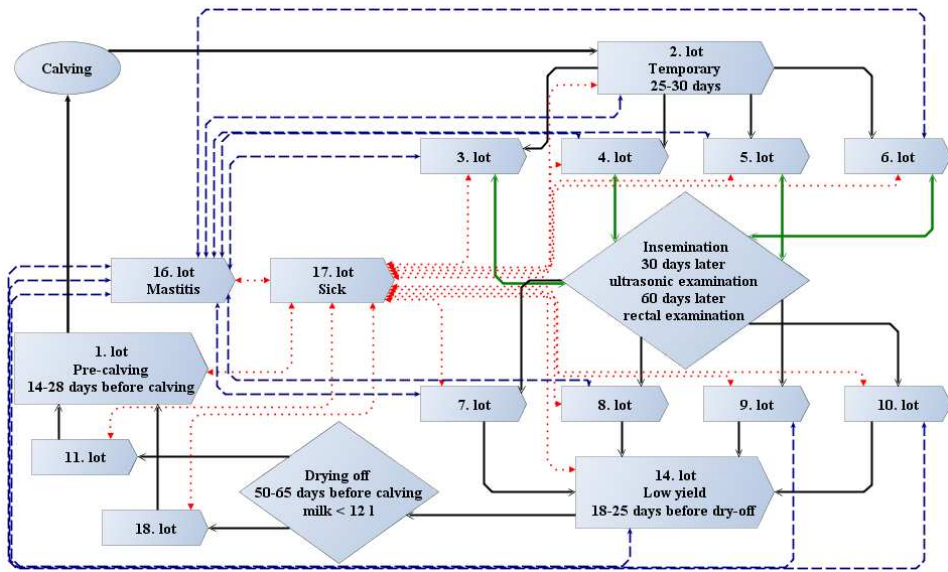 Calving
2. lot
Temporary
25-30 days
3. lot
4. lot
5. lot
6. lot
Insemination
30 days later
ultrasonic examination
60 days later
rectal examination
16. lot
Mastitis
17. lot
Sick
1. lot
Pre-calving
14-28 days before calving
7. lot
8. lot
9. lot
10. lot
11. lot
Drying off
50-65 days before calving
milk < 12 l
14. lot
Low yield
18-25 days before dry-off
18. lot